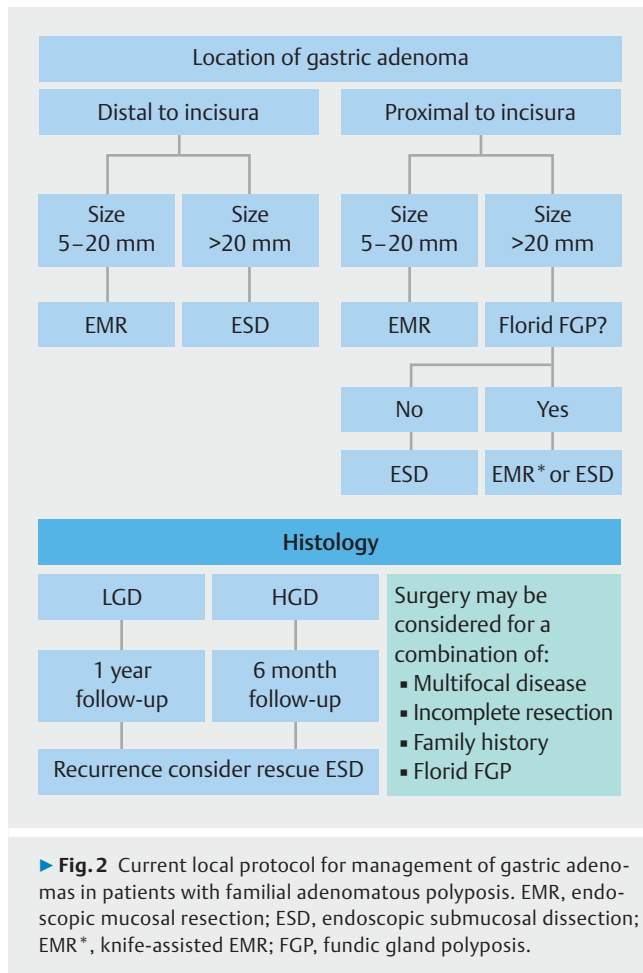 Location of gastric adenoma
Distal to incisura
Proximal to incisura
Size
5–20 mm
Size
>20 mm
Size
5–20 mm
Size
>20 mm
EMR
ESD
EMR
Florid FGP?
No
Yes
ESD
EMR* or ESD
Histology
LGD
HGD
1 year
follow-up
6 month
follow-up
Recurrence consider rescue ESD
Surgery may be
considered for a
combination of:
▪ Multifocal disease
▪ Incomplete resection
▪ Family history
▪ Florid FGP
▶ Fig. 2 Current local protocol for management of gastric adeno-
mas in patients with familial adenomatous polyposis. EMR, endo-
scopic mucosal resection; ESD, endoscopic submucosal dissection;
EMR*, knife-assisted EMR; FGP, fundic gland polyposis.